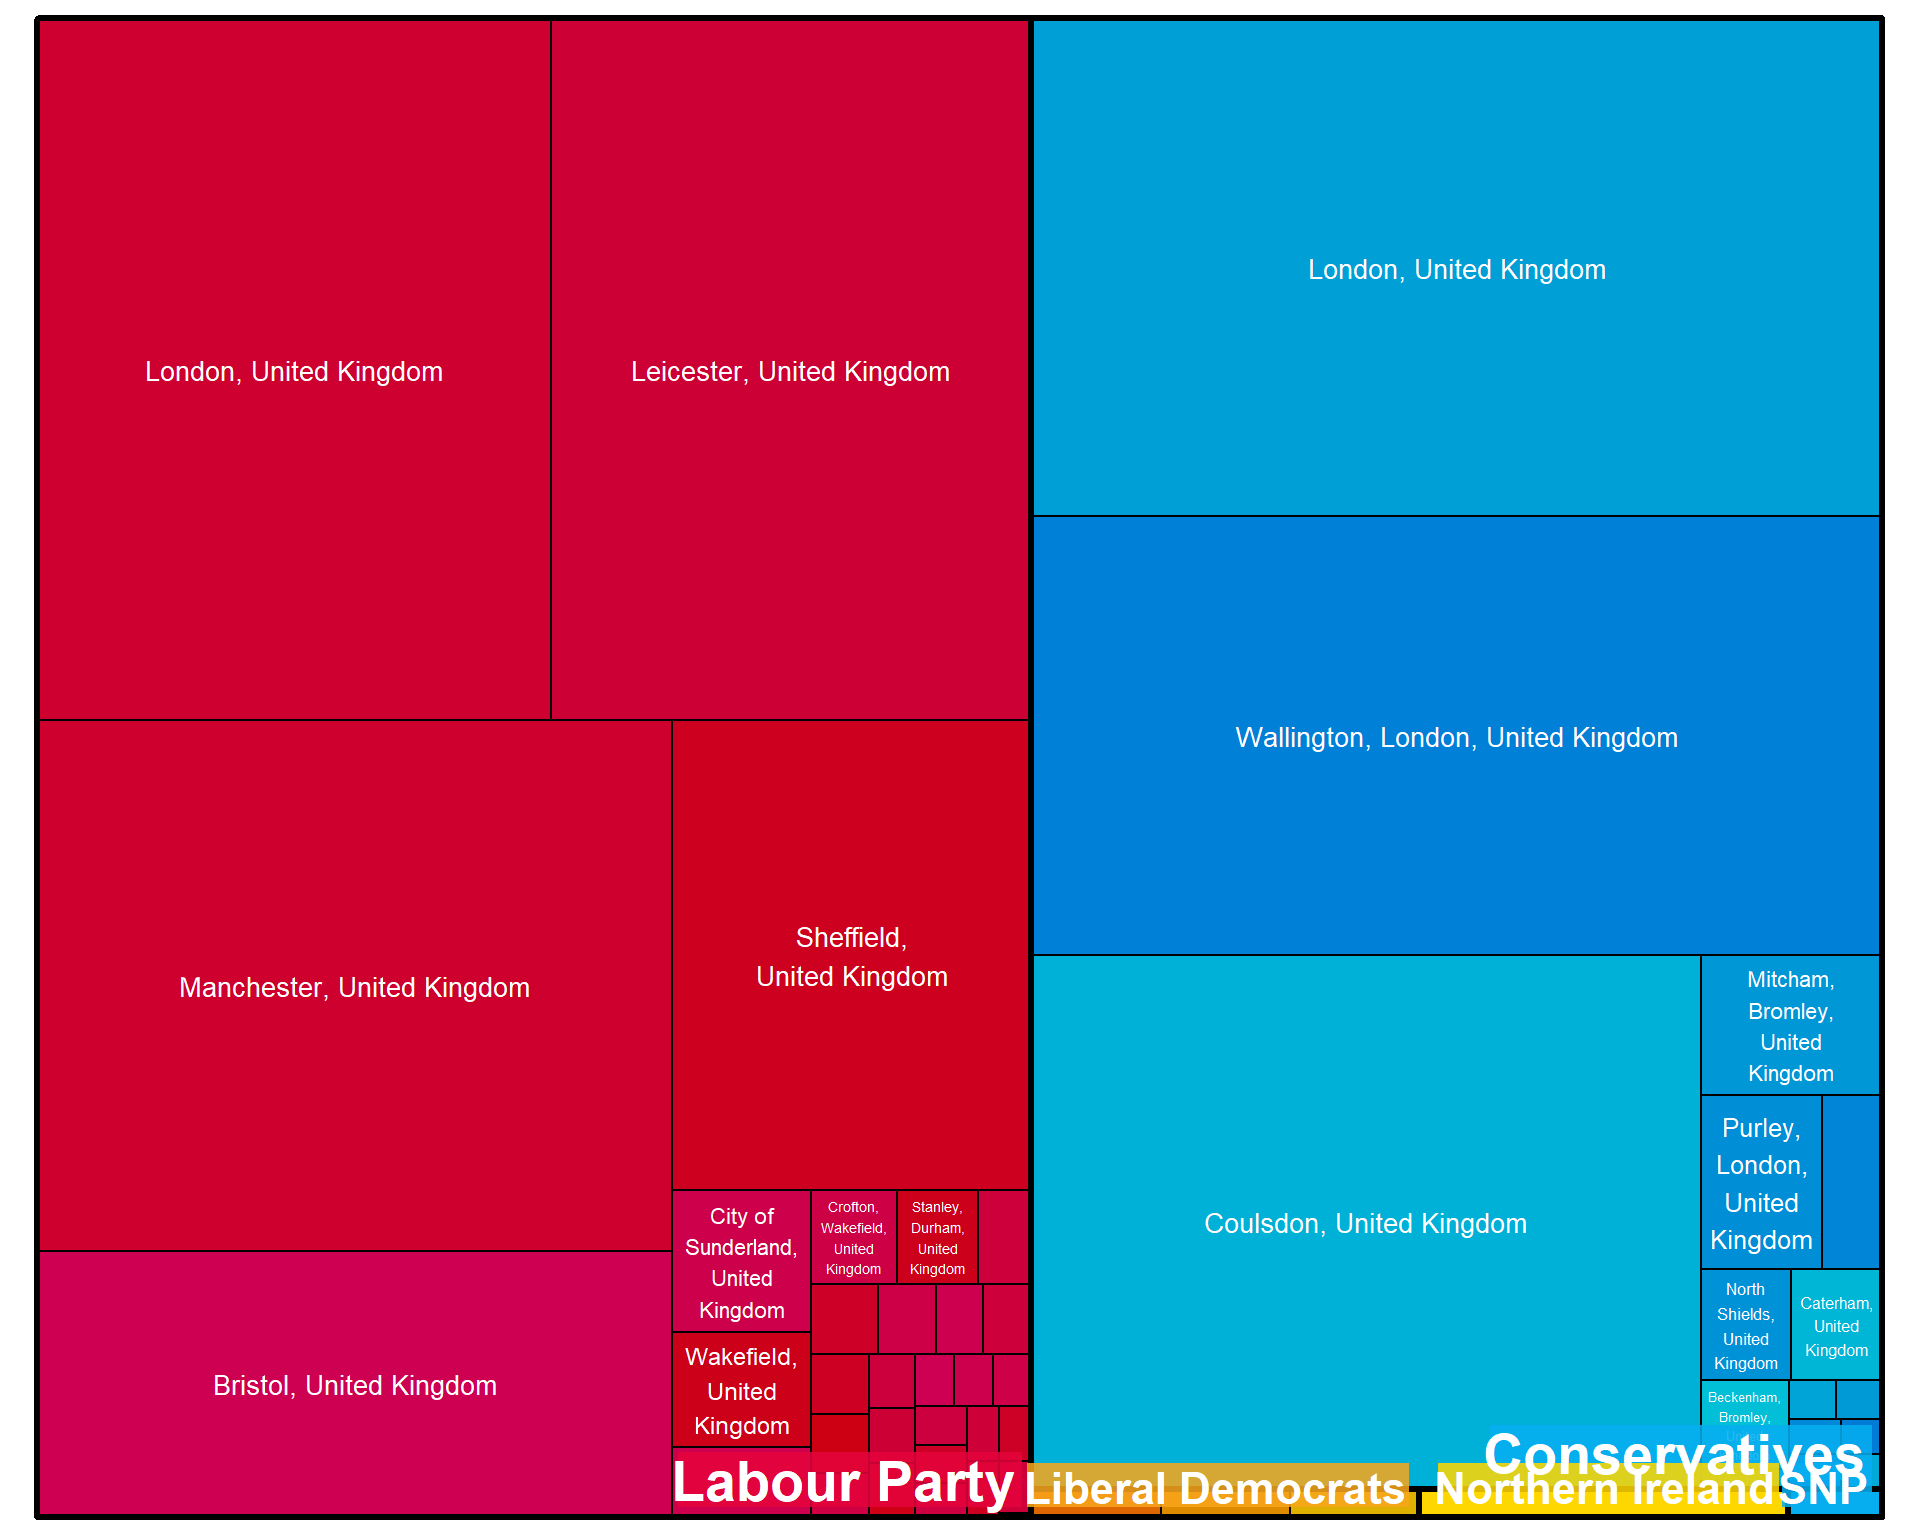 London, United Kingdom
Leicester, United Kingdom
London, United Kingdom
Wallington, London, United Kingdom
Manchester, United Kingdom
Sheffield,
United Kingdom
Bristol, United Kingdom
City of
Sunderland,
United
Kingdom
Crofton,
Wakefield,
United
Kingdom
Stanley,
Durham,
United
Kingdom
Wakefield,
United
Kingdom
Coulsdon, United Kingdom
Mitcham,
Bromley,
United
Kingdom
Purley,
London,
United
Kingdom
North
Shields,
United
Kingdom
Caterham,
United
Kingdom
Beckenham,
Bromley,
Labour Party
Conservatives
Liberal Democrats
Northern Ireland
SNP